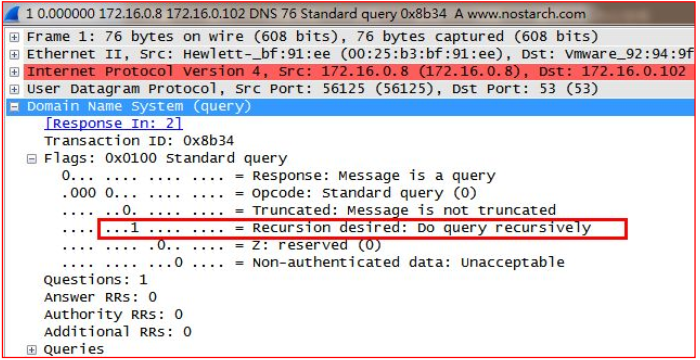 1 0.000000 172.16.0.8 172.16.0.102 DNS 76 Standard query 0x8b34 A www.nostarch.com
Frame 1: 76 bytes on wire (608 bits), 76 bytes captured (608 bits)
Ethernet II, Src: Hewlett-_bf:91:ee (00:25:b3:bf:91:ee), Dst: Vmware_92:94:9f
Internet Protocol Version 4, Src: 172.16.0.8 (172.16.0.8), Dst: 172.16.0.102
User Datagram Protocol, Src Port: 56125 (56125), Dst Port: 53 (53)
Domain Name System (query)
[Response In: 2]
Transaction ID: 0x8b34
Flags: 0x0100 Standard query
0... .... .... .... = Response: Message is a query
.000 0... .... .... = Opcode: Standard query (0)
.... ..0. .... .... = Truncated: Message is not truncated
.... ...1 .... .... = Recursion desired: Do query recursively
.... .... .0.. .... = Z: reserved (0)
.... .... ...0 .... = Non-authenticated data: Unacceptable
Questions: 1
Answer RRs: 0
Authority RRs: 0
Additional RRs: 0
Queries